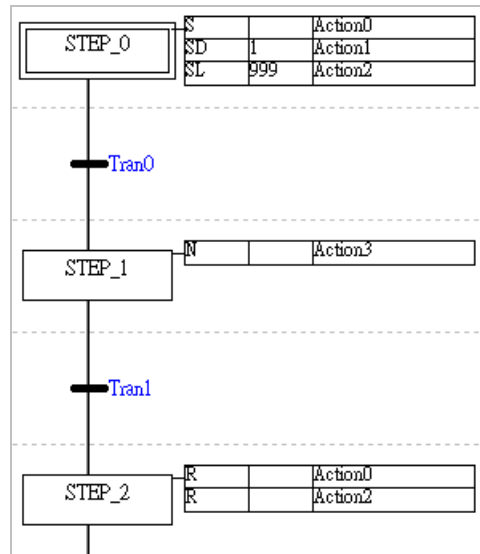 STEP_0 S Action0
SD 1 Action1
SL 999 Action2
Tran0
STEP_1 N Action3
Tran1
STEP_2 R Action0
R Action2